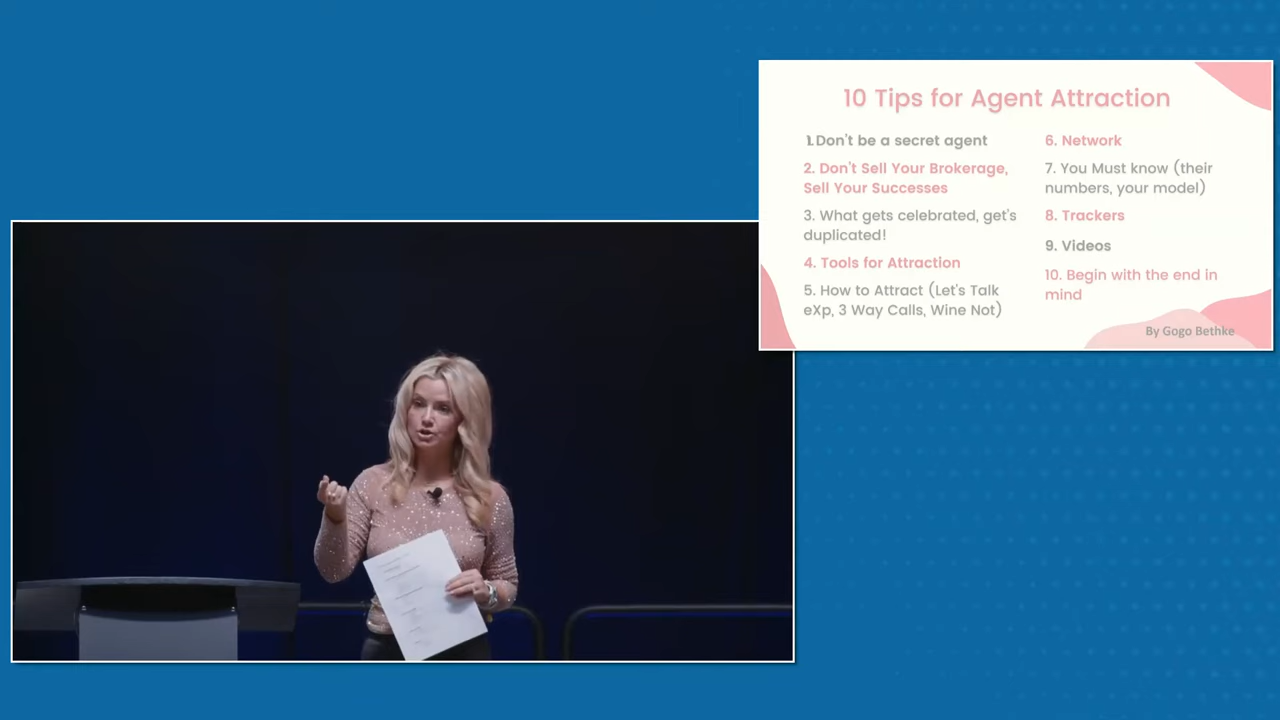 10 Tips for Agent Attraction
1.Don't be a secret agent
2. Don't Sell Your Brokerage,
Sell Your Successes
3. What gets celebrated, get's
duplicated!
4. Tools for Attraction
5. How to Attract (Let's Talk
eXp, 3 Way Calls, Wine Not)
6. Network
7. You Must know (their
numbers, your model)
8. Trackers
9. Videos
10. Begin with the end in
mind
By Gogo Bethke